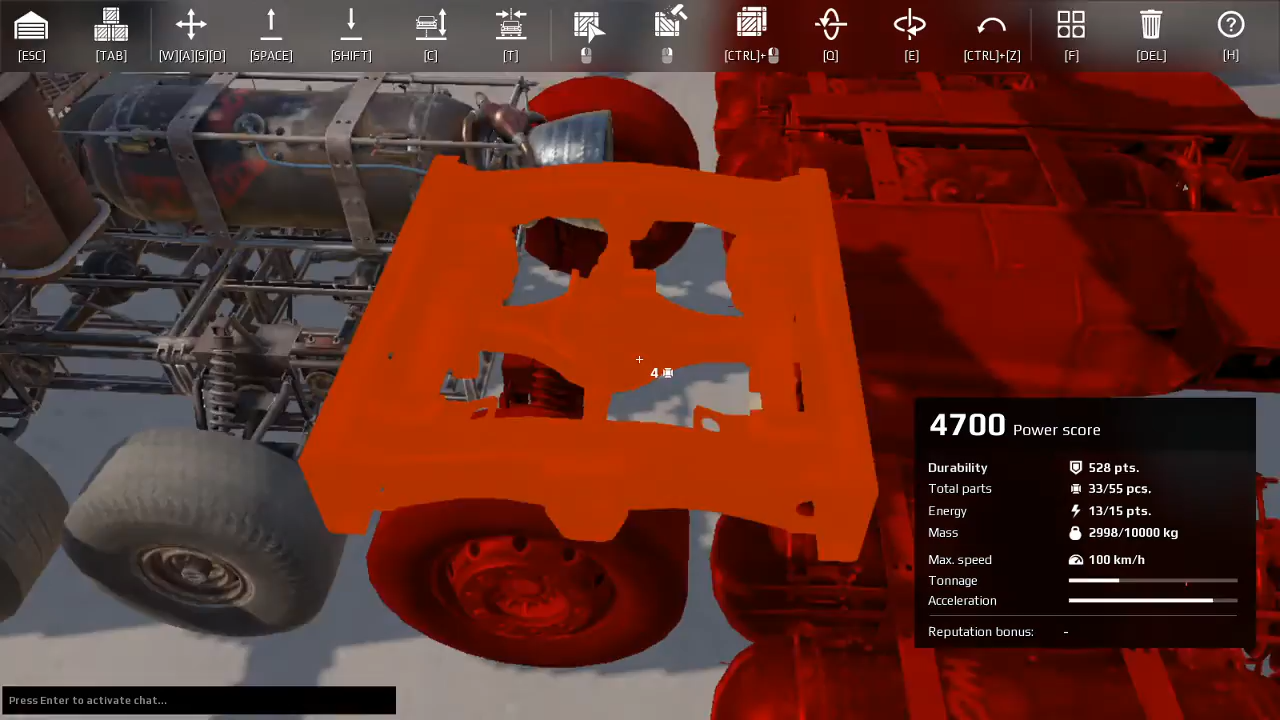 [ESC] [TAB] [W][A][S][D] [SPACE] [SHIFT] [C] [T] [CTRL]+ [Q] [E] [CTRL]+[Z] [F] [DEL] [H]
4
4700 Power score
Durability 528 pts.
Total parts 33/55 pcs.
Energy 13/15 pts.
Mass 2998/10000 kg
Max. speed 100 km/h
Tonnage
Acceleration
Reputation bonus: -
Press Enter to activate chat...